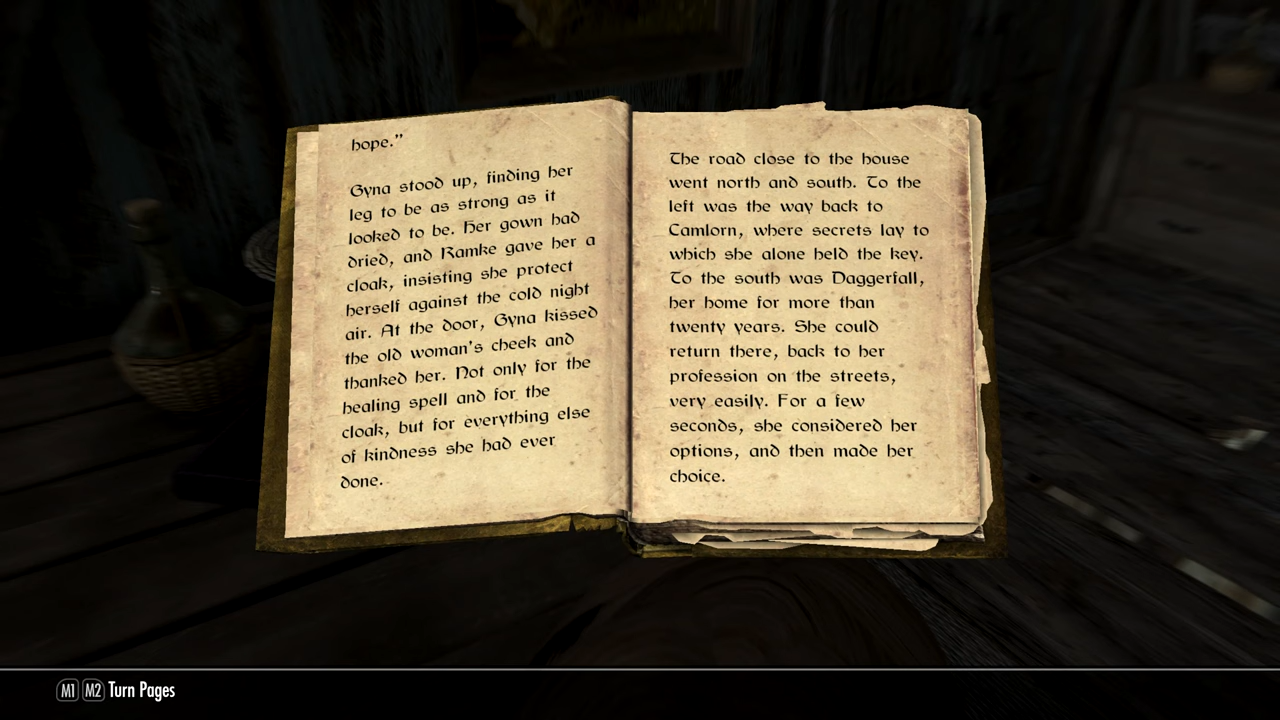 hope.”
Gyna stood up, finding her
leg to be as strong as it
looked to be. Her gown had
dried, and Ramke gave her a
cloak, insisting she protect
herself against the cold night
air. At the door, Gyna kissed
the old woman's cheek and
thanked her. Not only for the
healing spell and for the
cloak, but for everything else
of kindness she had ever
done.
The road close to the house
went north and south. To the
left was the way back to
Camlorn, where secrets lay to
which she alone held the key.
To the south was Daggerfall,
her home for more than
twenty years. She could
return there, back to her
profession on the streets,
very easily. For a few
seconds, she considered her
options, and then made her
choice.
M1 M2 Turn Pages